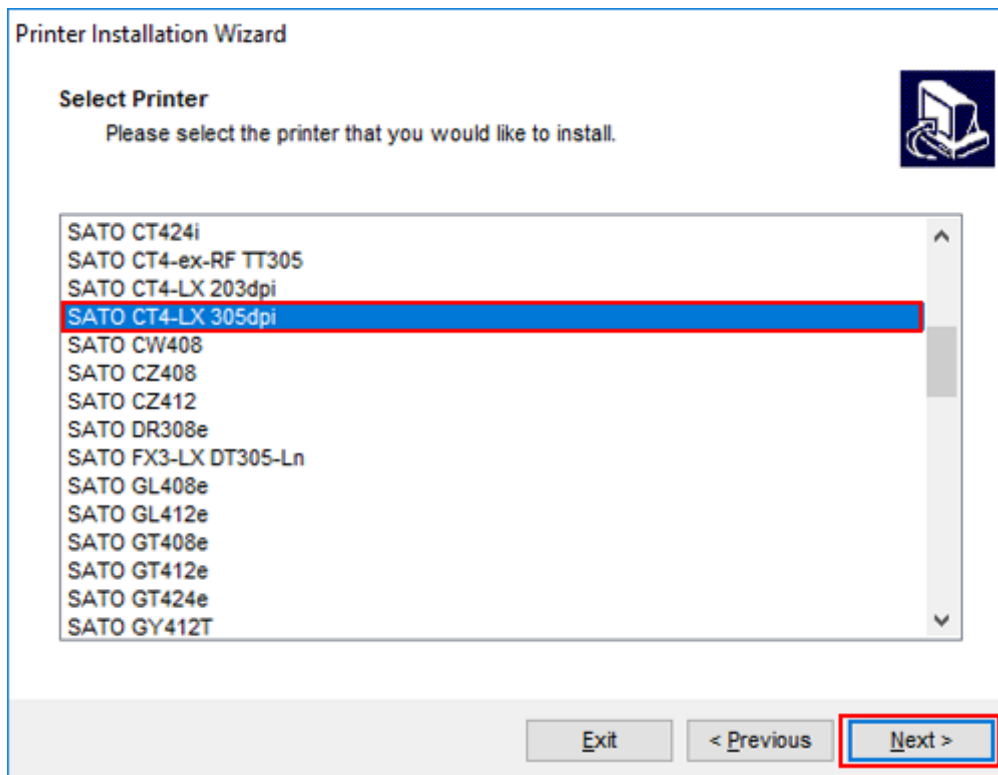 Printer Installation Wizard
Select Printer
Please select the printer that you would like to install.
SATO CT424i
SATO CT4-ex-RF TT305
SATO CT4-LX 203dpi
SATO CT4-LX 305dpi
SATO CW408
SATO CZ408
SATO CZ412
SATO DR308e
SATO FX3-LX DT305-Ln
SATO GL408e
SATO GL412e
SATO GT408e
SATO GT412e
SATO GT424e
SATO GY412T
Exit < Previous Next >